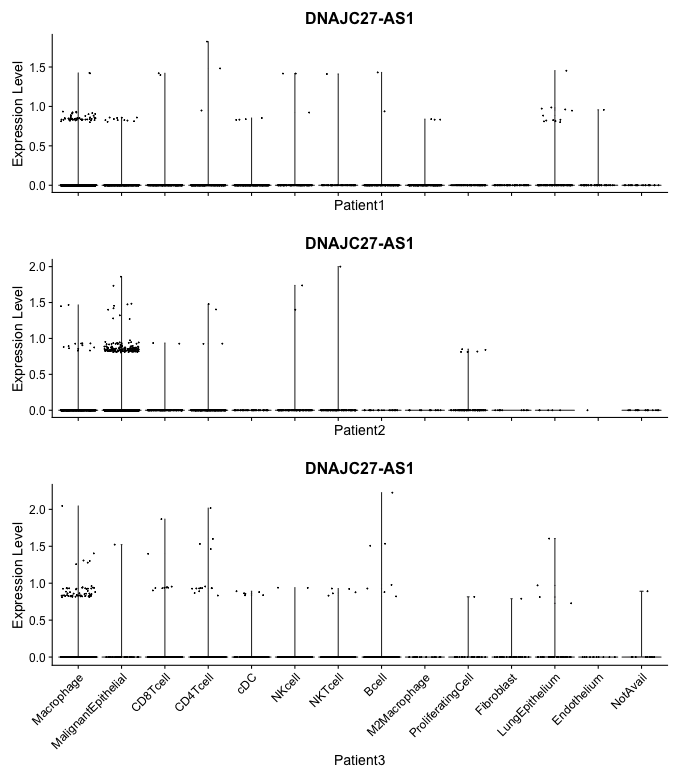 DNAJC27-AS1
Expression Level
1.5
1.0
0.5
0.0
Patient1
DNAJC27-AS1
Expression Level
2.0
1.5
1.0
0.5
0.0
Patient2
DNAJC27-AS1
Expression Level
2.0
1.5
1.0
0.5
0.0
Macrophage
MalignantEpithelial
CD8Tcell
CD4Tcell
cDC
NKcell
NKTcell
Bcell
M2Macrophage
ProliferatingCell
Fibroblast
LungEpithelium
Endothelium
NotAvail
Patient3